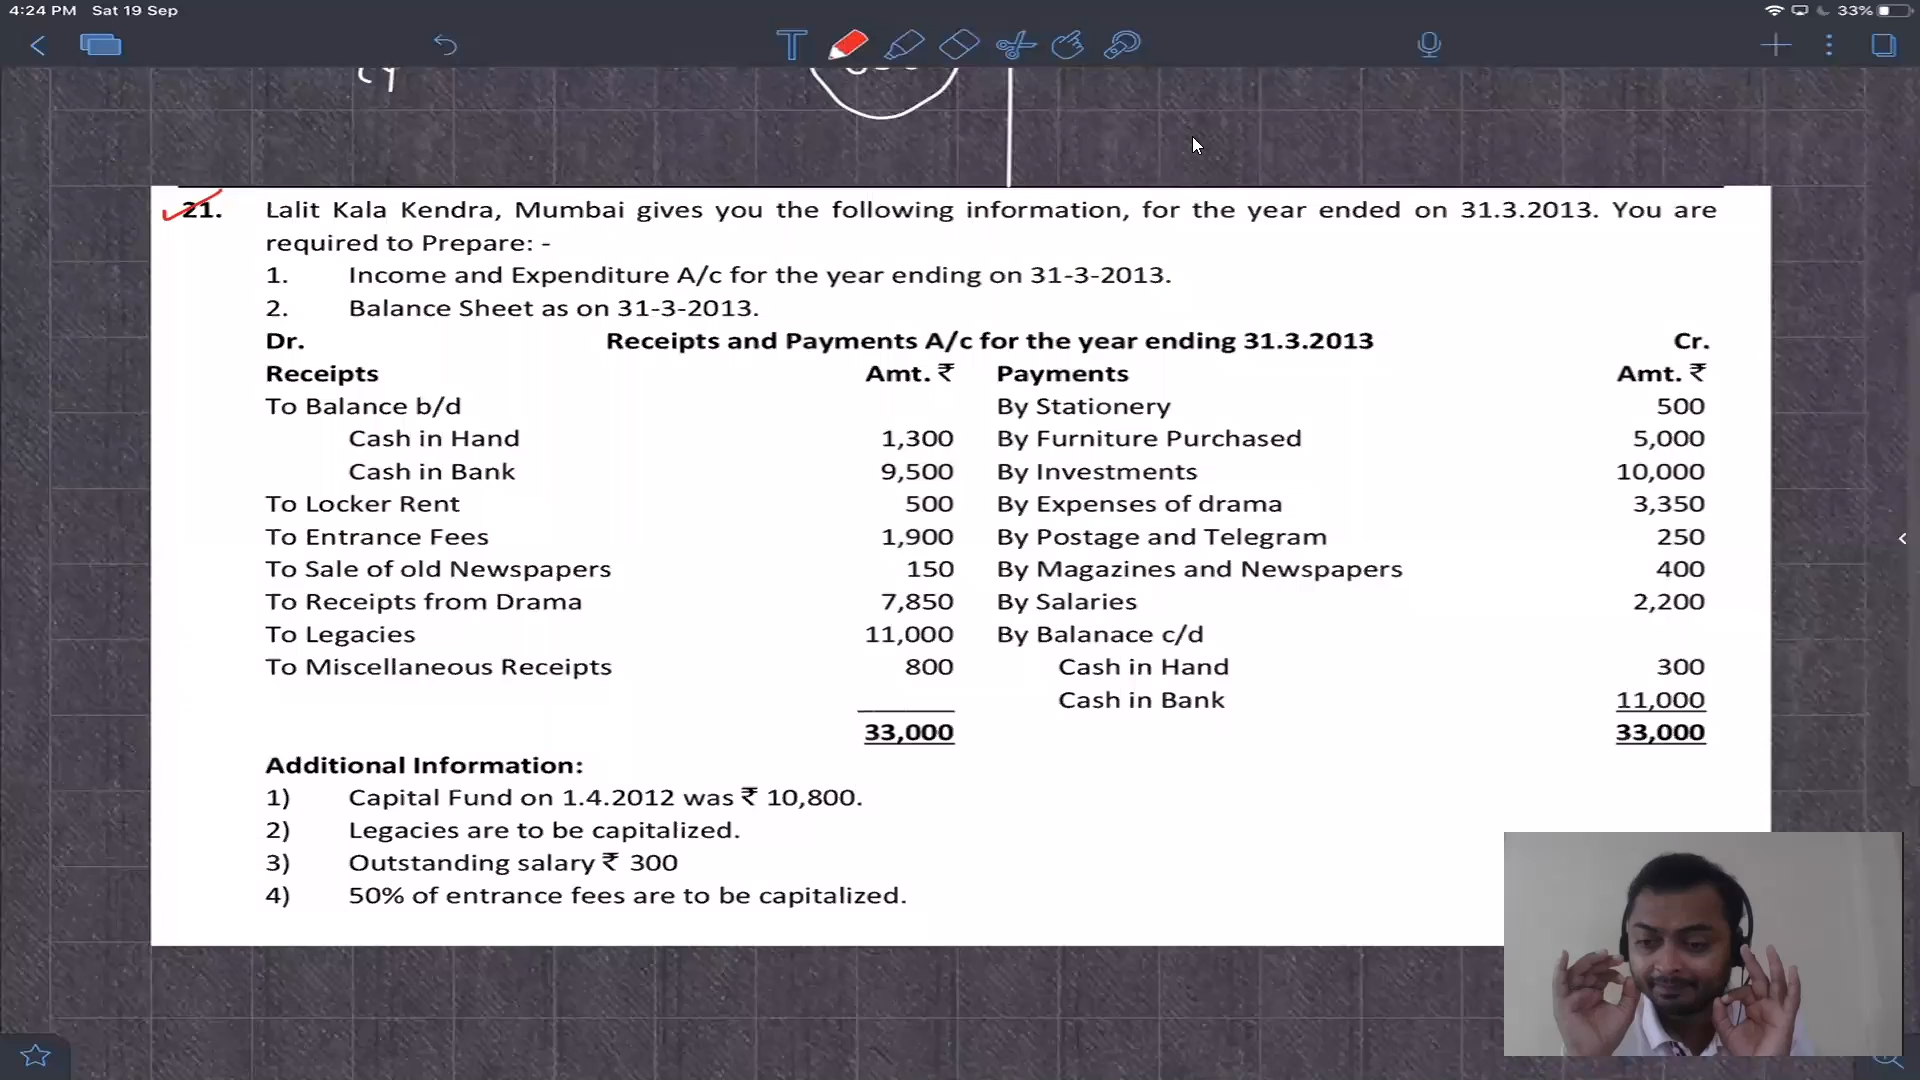 4:24 PM Sat 19 Sep
33%
T
21. Lalit Kala Kendra, Mumbai gives you the following information, for the year ended on 31.3.2013. You are
required to Prepare: -
1. Income and Expenditure A/c for the year ending on 31-3-2013.
2. Balance Sheet as on 31-3-2013.
Dr. Receipts and Payments A/c for the year ending 31.3.2013 Cr.
Receipts Amt. ₹ Payments Amt. ₹
To Balance b/d By Stationery 500
Cash in Hand 1,300 By Furniture Purchased 5,000
Cash in Bank 9,500 By Investments 10,000
To Locker Rent 500 By Expenses of drama 3,350
To Entrance Fees 1,900 By Postage and Telegram 250
To Sale of old Newspapers 150 By Magazines and Newspapers 400
To Receipts from Drama 7,850 By Salaries 2,200
To Legacies 11,000 By Balanace c/d
To Miscellaneous Receipts 800 Cash in Hand 300
Cash in Bank 11,000
33,000 33,000
Additional Information:
1) Capital Fund on 1.4.2012 was ₹ 10,800.
2) Legacies are to be capitalized.
3) Outstanding salary ₹ 300
4) 50% of entrance fees are to be capitalized.